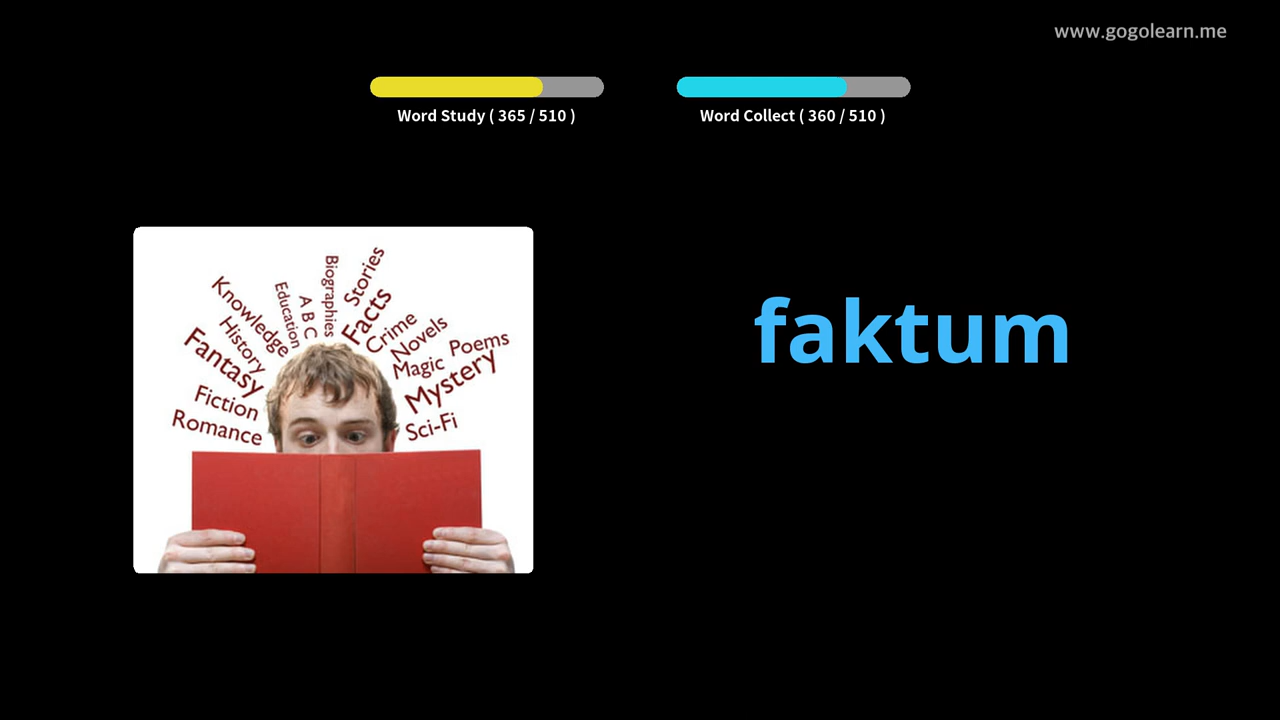 www.gogolearn.me
Word Study ( 365 / 510 )
Word Collect ( 360 / 510 )
faktum
Romance
Fiction
Fantasy
History
Knowledge
Education
A B C
Biographies
Stories
Facts
Crime
Novels
Magic
Poems
Mystery
Sci-Fi